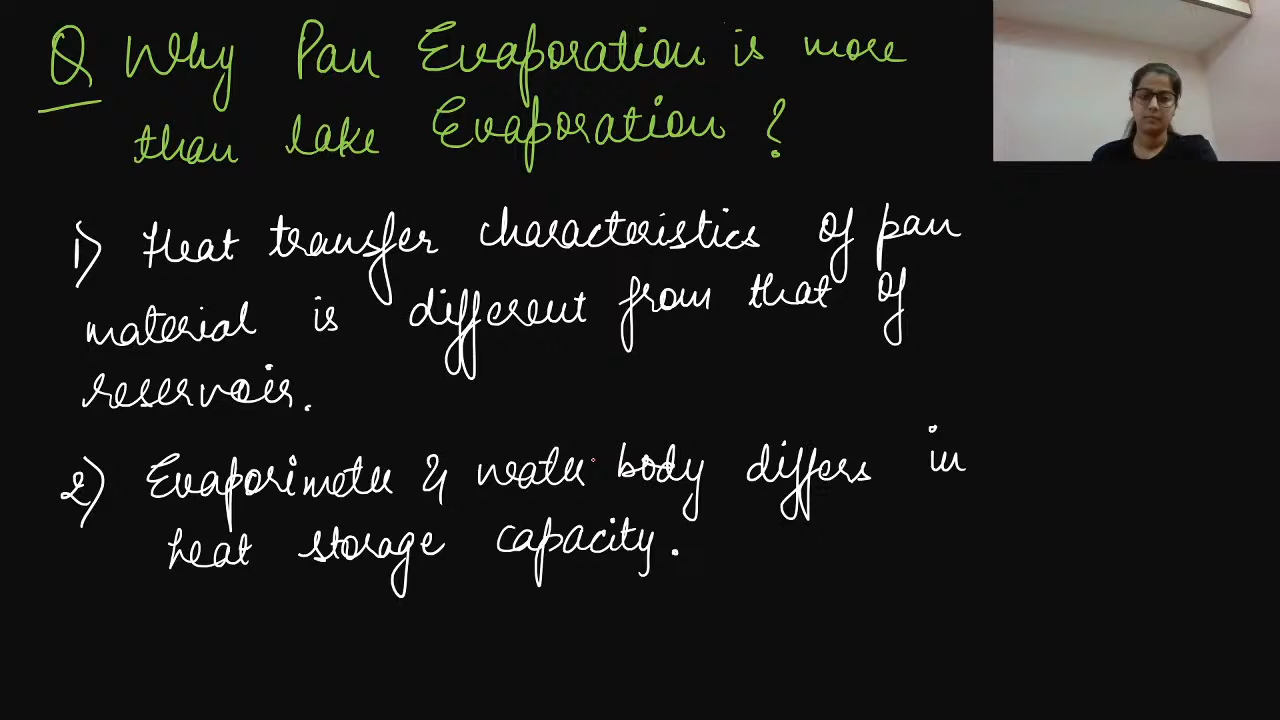 Q Why Pan Evaporation is more
than lake Evaporation ?
1) Heat transfer characteristics of pan
material is different from that of
reservoir.
2) Evaporimeter & water body differs in
heat storage capacity.